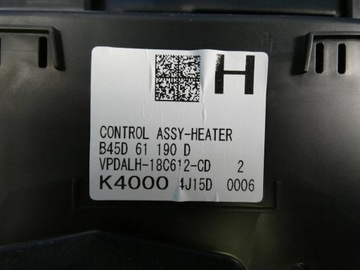 H
CONTROL ASSY-HEATER
B45D 61 190 D
VPDALH-18C612-CD 2
K4000 4J15D 0006